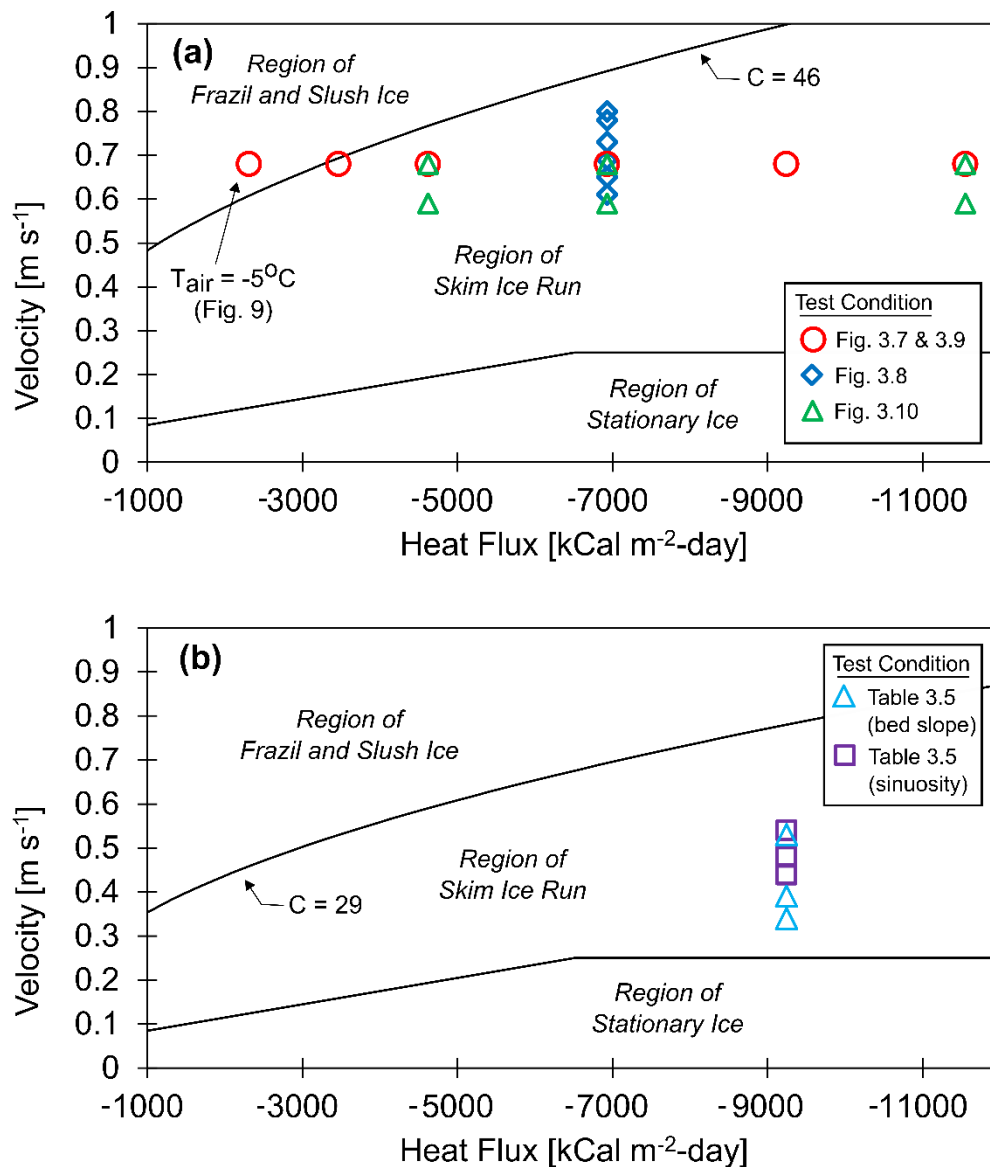 (a)
Region of
Frazil and Slush Ice
C = 46
Tair = -5⁰C
(Fig. 9)
Region of
Skim Ice Run
Region of
Stationary Ice
Test Condition
Fig. 3.7 & 3.9
Fig. 3.8
Fig. 3.10
1
0.9
0.8
0.7
0.6
0.5
0.4
0.3
0.2
0.1
0
Velocity [m s⁻¹]
-1000 -3000 -5000 -7000 -9000 -11000
Heat Flux [kCal m⁻²-day]
(b)
Region of
Frazil and Slush Ice
C = 29
Region of
Skim Ice Run
Region of
Stationary Ice
Test Condition
Table 3.5
(bed slope)
Table 3.5
(sinuosity)
1
0.9
0.8
0.7
0.6
0.5
0.4
0.3
0.2
0.1
0
Velocity [m s⁻¹]
-1000 -3000 -5000 -7000 -9000 -11000
Heat Flux [kCal m⁻²-day]